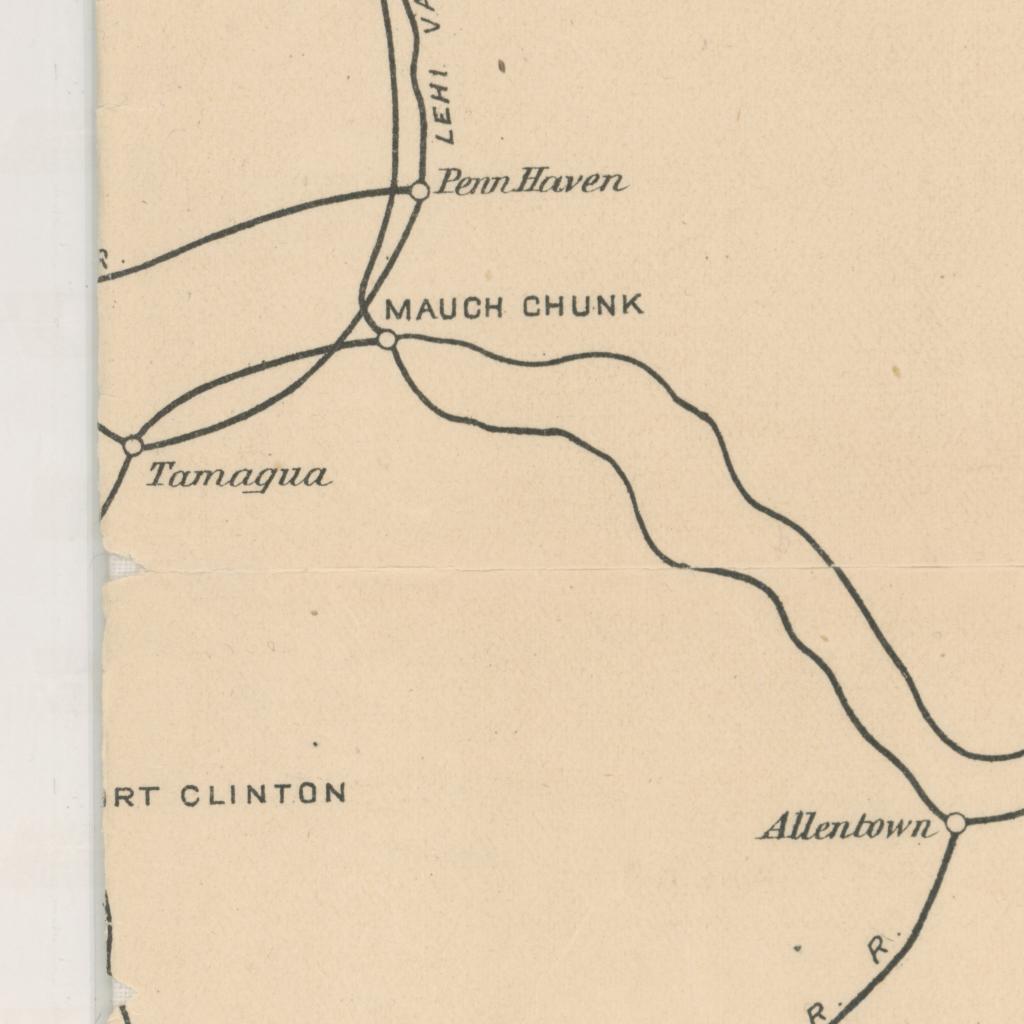 LEHI VA
Penn Haven
R.
MAUCH CHUNK
Tamaqua
RT CLINTON
Allentown
R.
R.